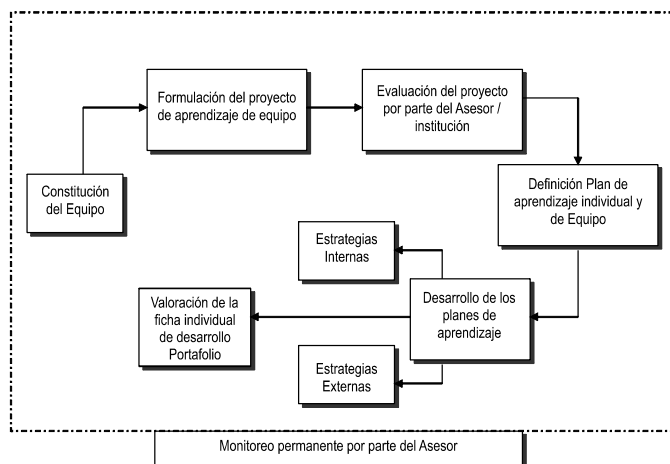 Formulación del proyecto
de aprendizaje de equipo
Evaluación del proyecto
por parte del Asesor /
institución
Constitución
del Equipo
Definición Plan de
aprendizaje individual y
de Equipo
Estrategias
Internas
Desarrollo de los
planes de
aprendizaje
Valoración de la
ficha individual
de desarrollo
Portafolio
Estrategias
Externas
Monitoreo permanente por parte del Asesor